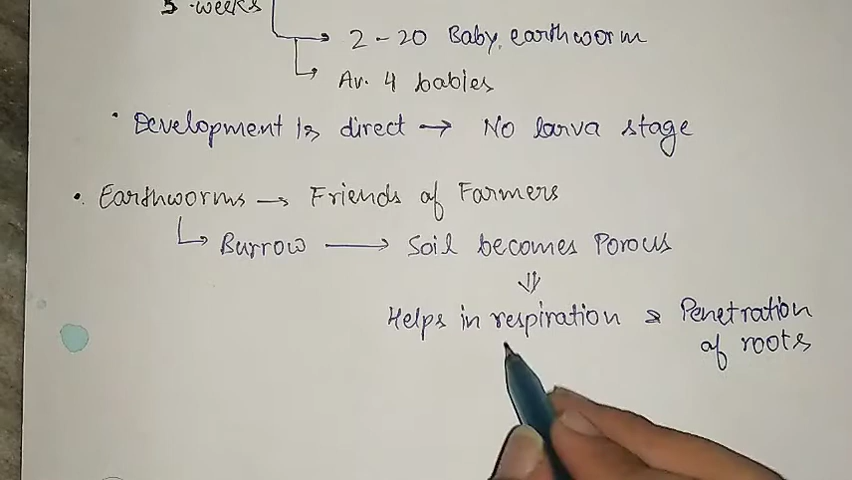 3 weeks
2-20 Baby earthworm
Av. 4 babies
Development is direct → No larva stage
Earthworms → Friends of Farmers
Burrow → Soil becomes Porous
Helps in respiration & Penetration of roots